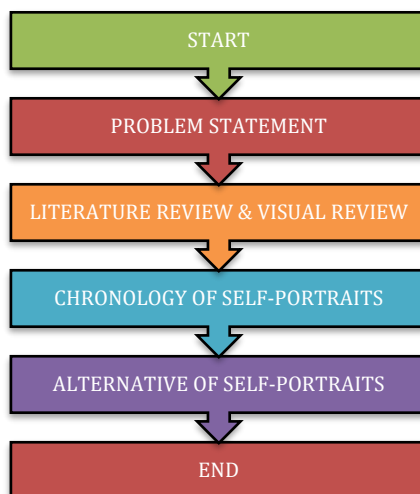 START
PROBLEM STATEMENT
LITERATURE REVIEW & VISUAL REVIEW
CHRONOLOGY OF SELF-PORTRAITS
ALTERNATIVE OF SELF-PORTRAITS
END